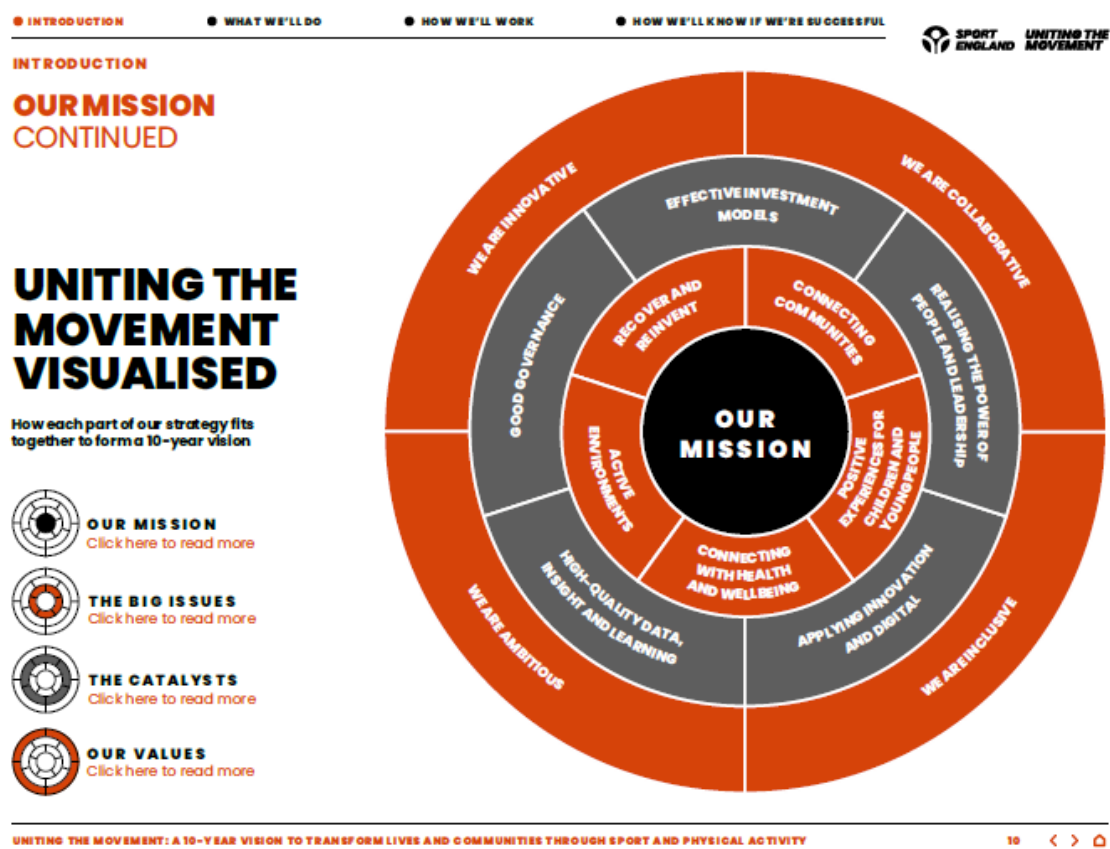 INTRODUCTION
WHAT WE'LL DO
HOW WE'LL WORK
HOW WE'LL KNOW IF WE'RE SUCCESSFUL
SPORT
ENGLAND
UNITING THE
MOVEMENT
INTRODUCTION
OUR MISSION
CONTINUED
UNITING THE
MOVEMENT
VISUALISED
How each part of our strategy fits
together to form a 10-year vision
OUR MISSION
Click here to read more
THE BIG ISSUES
Click here to read more
THE CATALYSTS
Click here to read more
OUR VALUES
Click here to read more
WE ARE INNOVATIVE
WE ARE COLLABORATIVE
WE ARE INCLUSIVE
WE ARE AMBITIOUS
EFFECTIVE INVESTMENT
MODELS
REALISING THE POWER OF
PEOPLE AND LEADERSHIP
APPLYING INNOVATION
AND DIGITAL
HIGH-QUALITY DATA,
INSIGHT AND LEARNING
GOOD GOVERNANCE
RECOVER AND
REINVENT
CONNECTING
COMMUNITIES
POSITIVE
EXPERIENCES FOR
CHILDREN AND
YOUNG PEOPLE
CONNECTING
WITH HEALTH
AND WELLBEING
ACTIVE
ENVIRONMENTS
OUR
MISSION
UNITING THE MOVEMENT: A 10-YEAR VISION TO TRANSFORM LIVES AND COMMUNITIES THROUGH SPORT AND PHYSICAL ACTIVITY
10